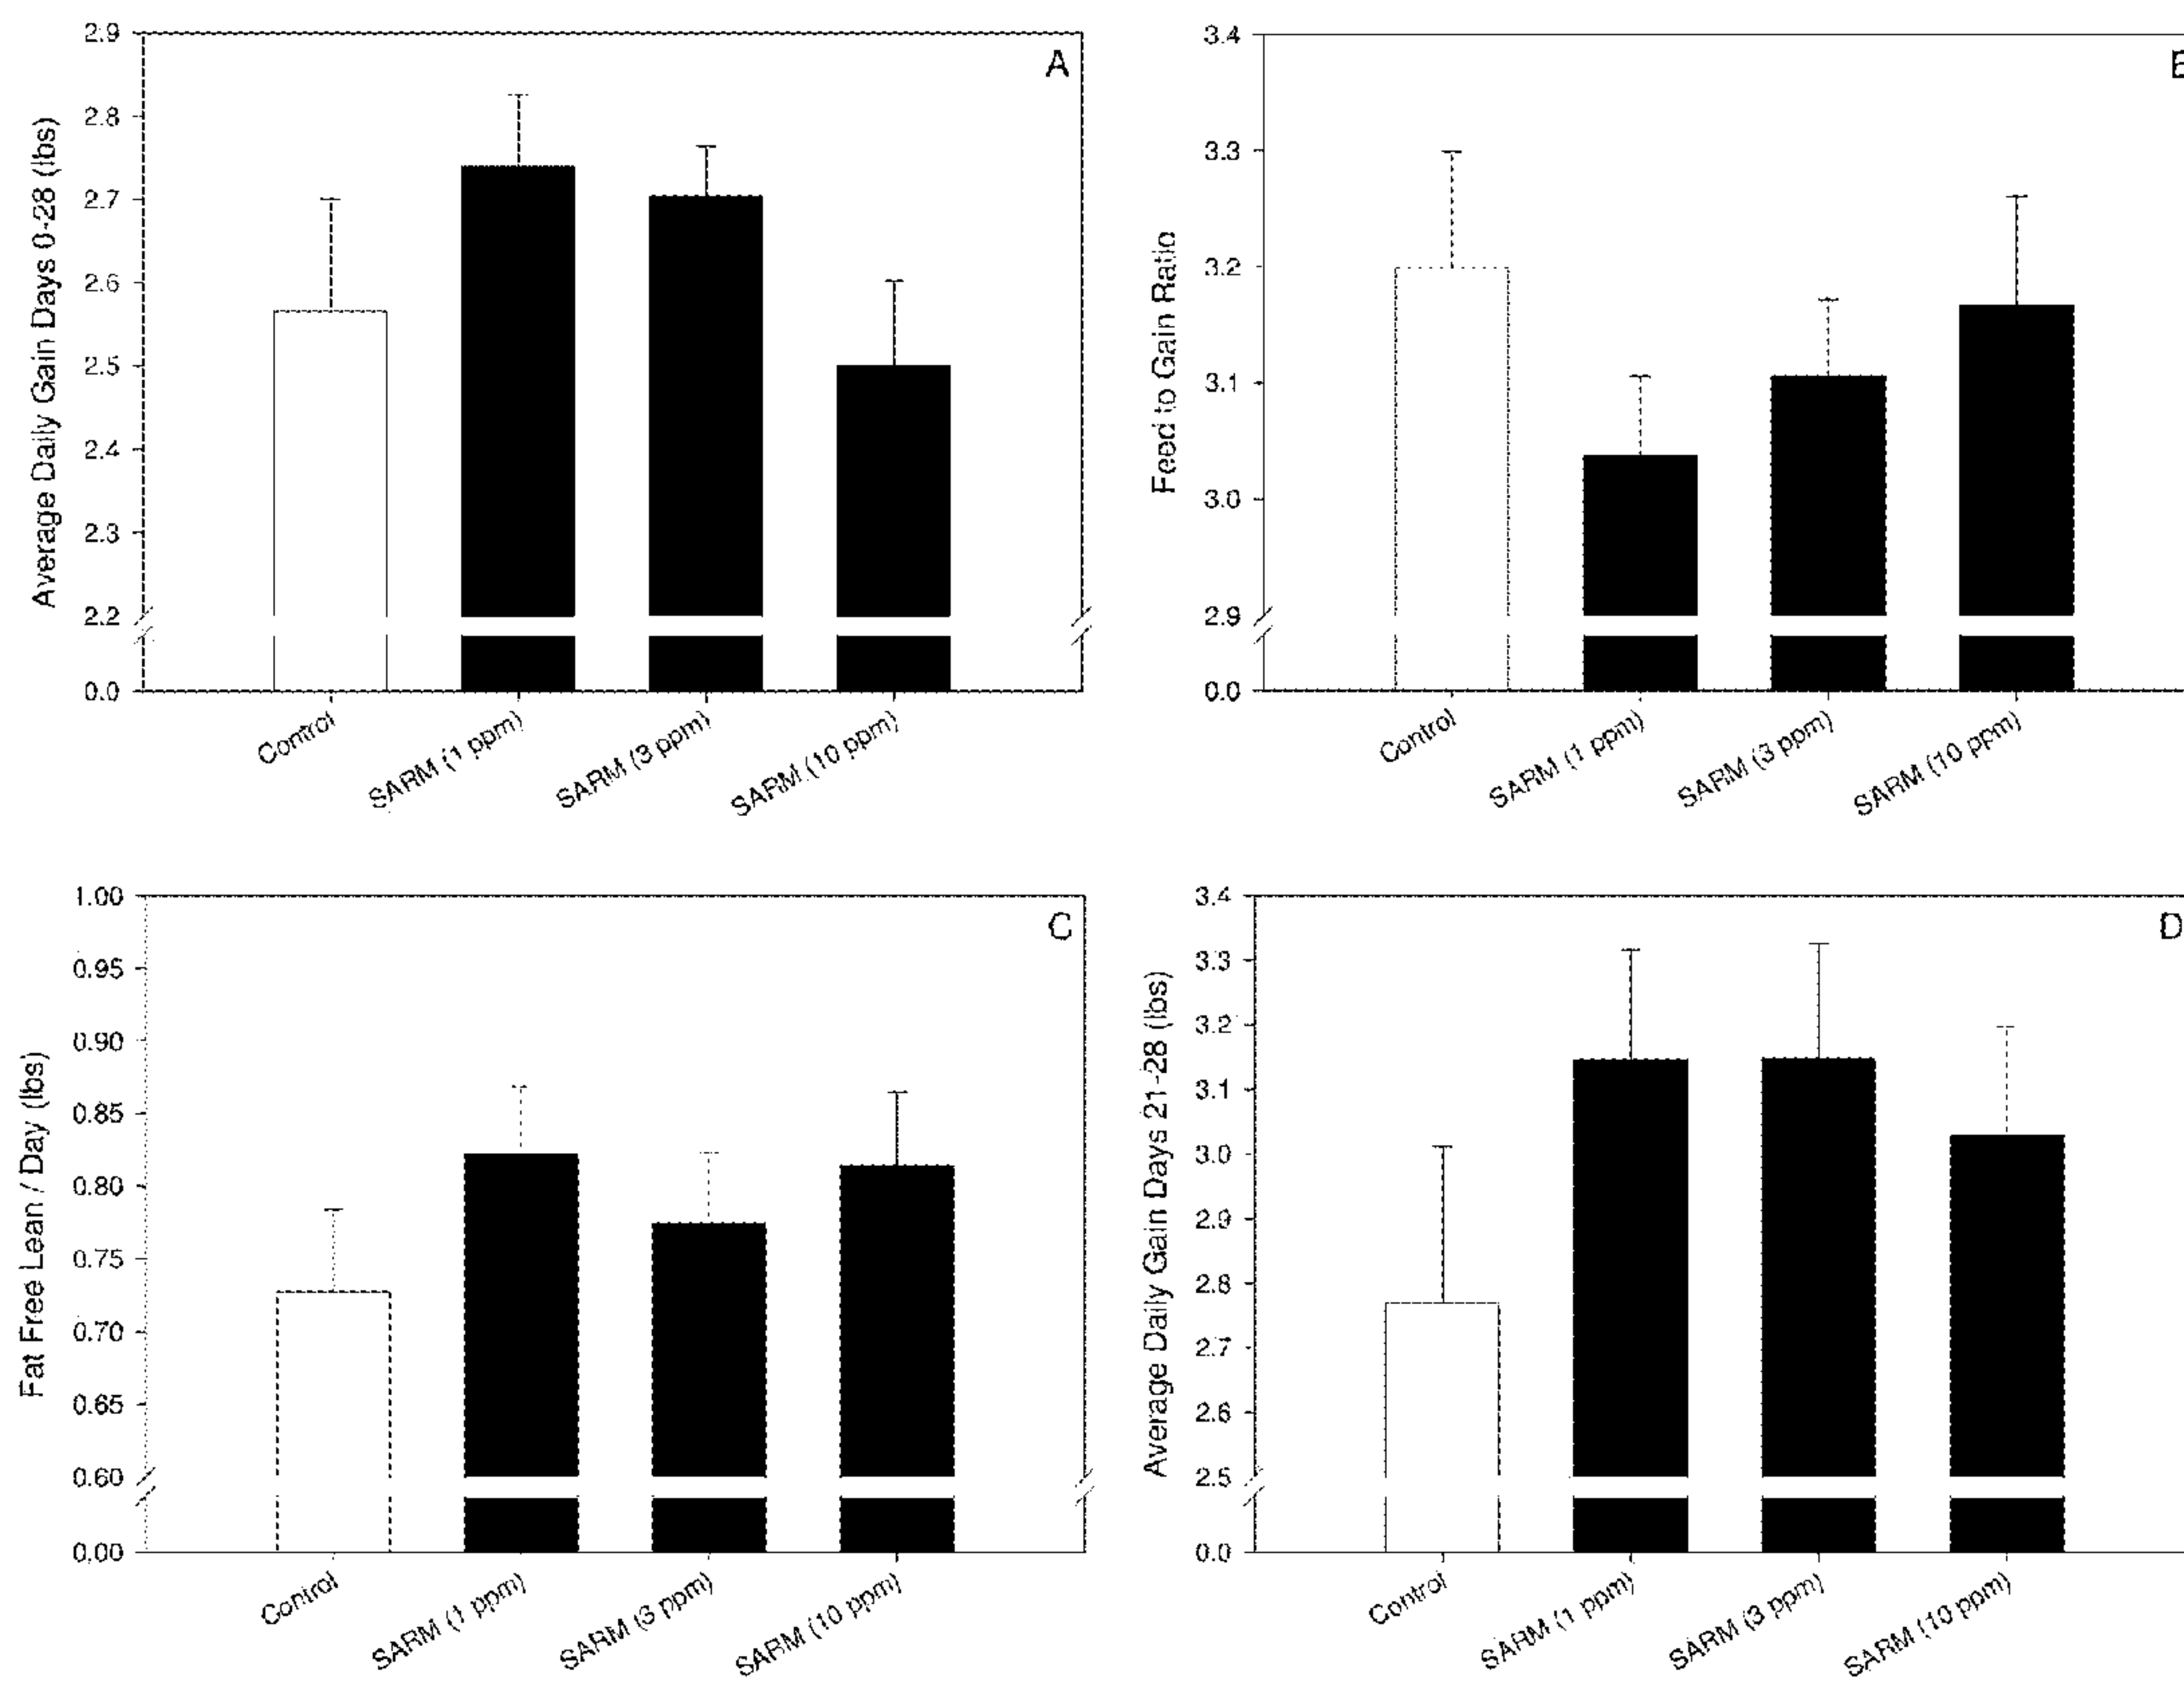 A
Average Daily Gain Days 0-28 (lbs)
2.9
2.8
2.7
2.6
2.5
2.4
2.3
2.2
0.0
Control
SARM (1 ppm)
SARM (3 ppm)
SARM (10 ppm)
B
Feed to Gain Ratio
3.4
3.3
3.2
3.1
3.0
2.9
0.0
Control
SARM (1 ppm)
SARM (3 ppm)
SARM (10 ppm)
C
Fat Free Lean / Day (lbs)
1.00
0.95
0.90
0.85
0.80
0.75
0.70
0.65
0.60
0.00
Control
SARM (1 ppm)
SARM (3 ppm)
SARM (10 ppm)
D
Average Daily Gain Days 21-28 (lbs)
3.4
3.3
3.2
3.1
3.0
2.9
2.8
2.7
2.6
2.5
0.0
Control
SARM (1 ppm)
SARM (3 ppm)
SARM (10 ppm)